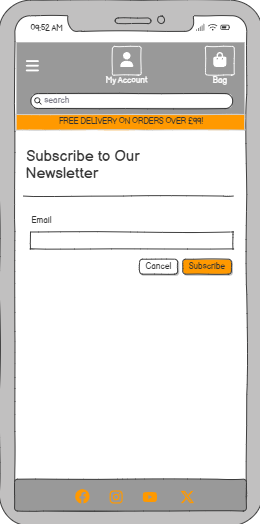 09:52 AM
My Account
Bag
search
FREE DELIVERY ON ORDERS OVER £99!
Subscribe to Our
Newsletter
Email
Cancel
Subscribe